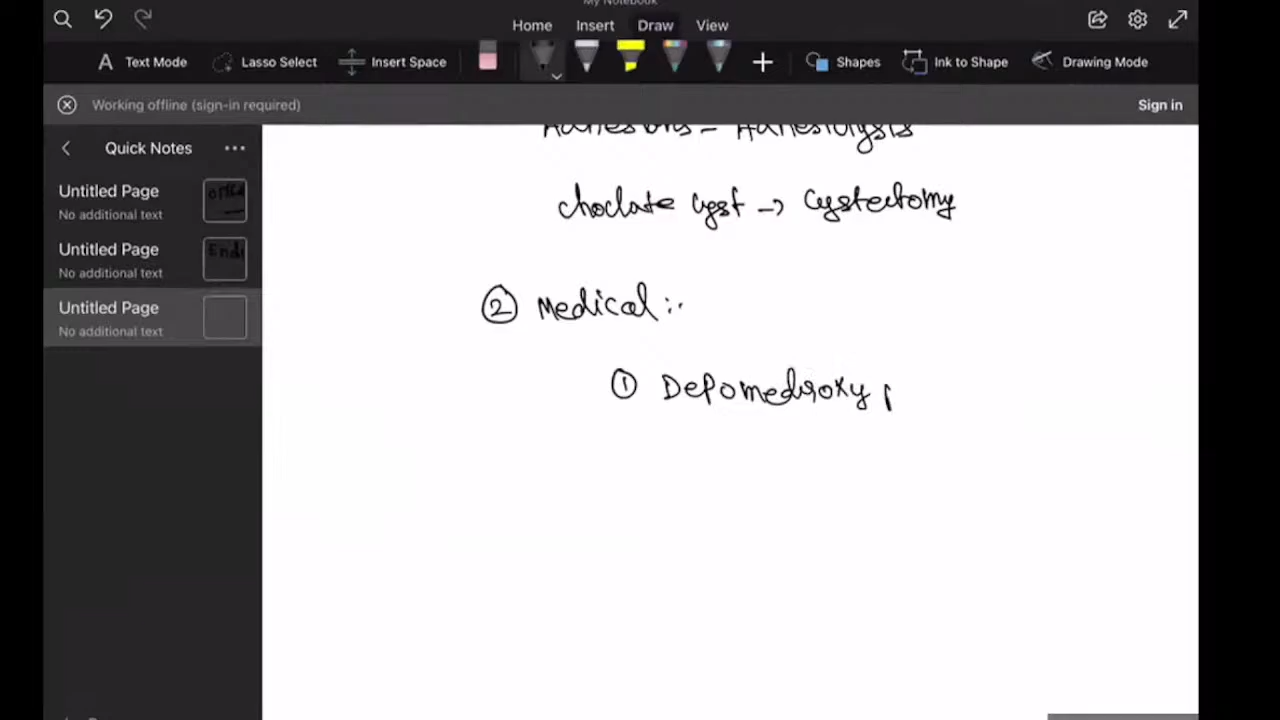 My Notebook
Home Insert Draw View
Text Mode Lasso Select Insert Space Shapes Ink to Shape Drawing Mode
Working offline (sign-in required) Sign in
Quick Notes
Untitled Page
No additional text
Untitled Page
No additional text
Untitled Page
No additional text
Adhesions - Adhesiolysis
choclate cyst → cystectomy
② Medical :-
① Depomedroxy